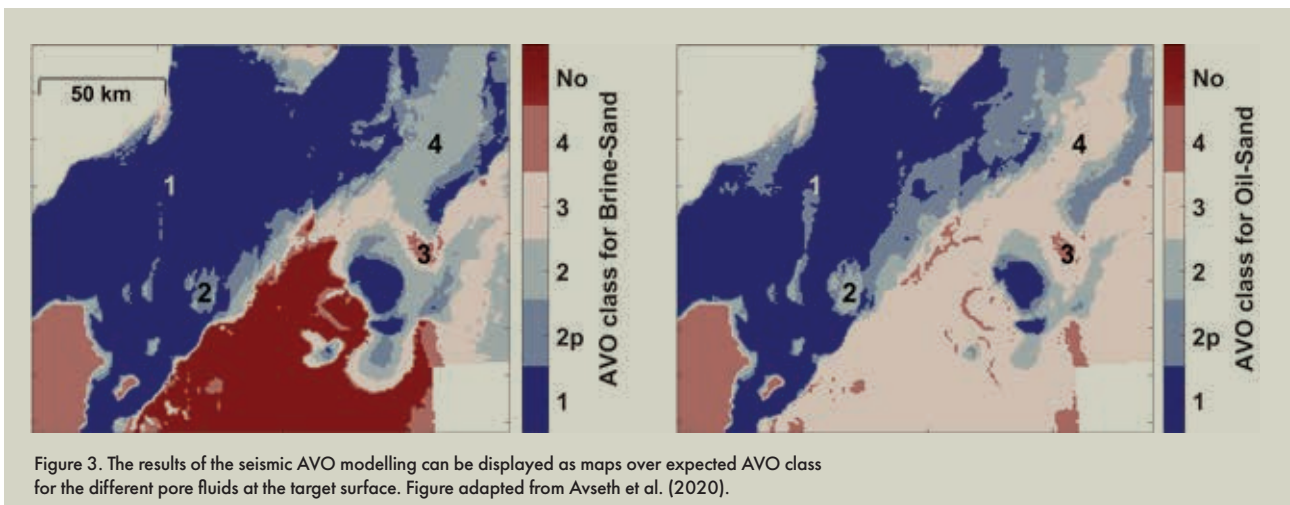 50 km
1
2
3
4
No
4
3
2
2p
1
AVO class for Brine-Sand
1
2
3
4
No
4
3
2
2p
1
AVO class for Oil-Sand
Figure 3. The results of the seismic AVO modelling can be displayed as maps over expected AVO class
for the different pore fluids at the target surface. Figure adapted from Avseth et al. (2020).